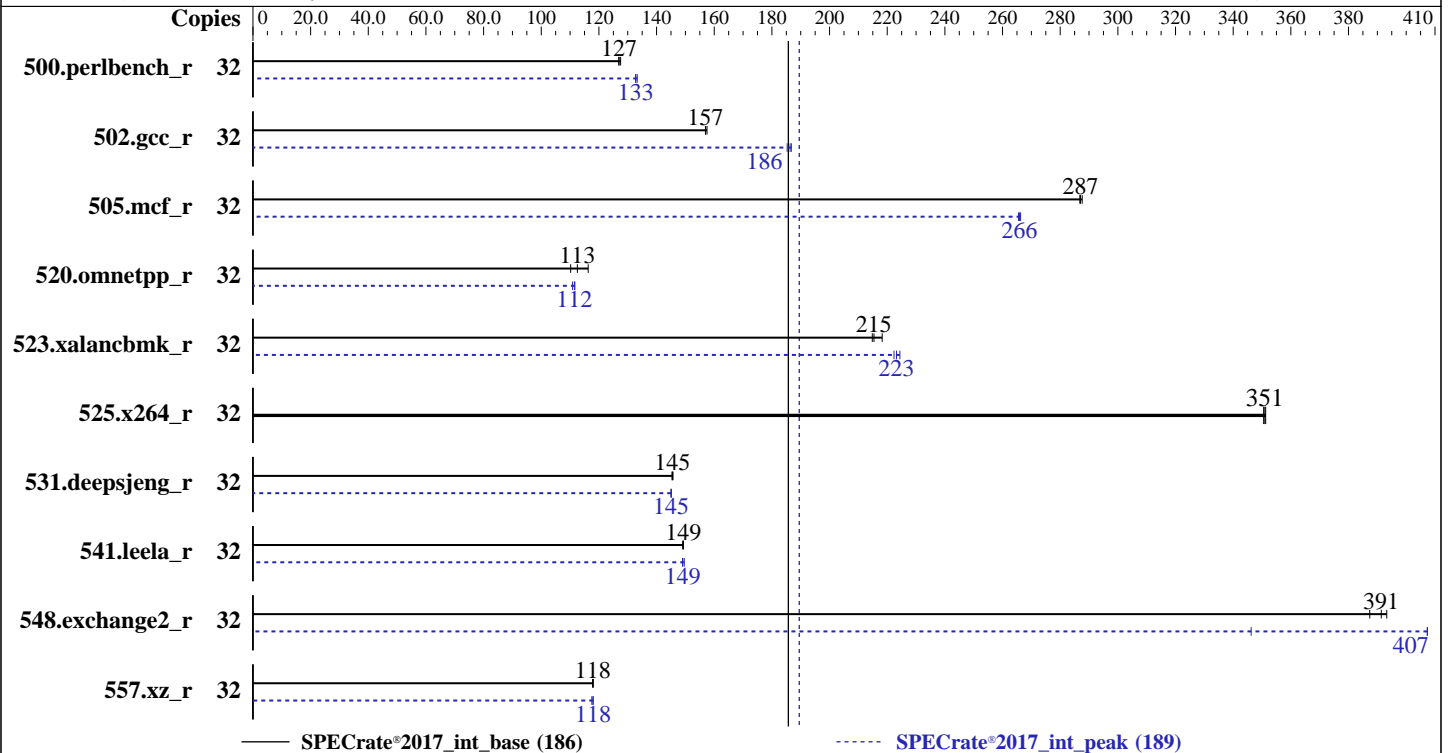 Copies 0 20.0 40.0 60.0 80.0 100 120 140 160 180 200 220 240 260 280 300 320 340 360 380 410
127
500.perlbench_r 32
133
157
502.gcc_r 32
186
287
505.mcf_r 32
266
113
520.omnetpp_r 32
112
215
523.xalancbmk_r 32
223
351
525.x264_r 32
145
531.deepsjeng_r 32
145
149
541.leela_r 32
149
391
548.exchange2_r 32
407
118
557.xz_r 32
118
SPECrate®2017_int_base (186) SPECrate®2017_int_peak (189)